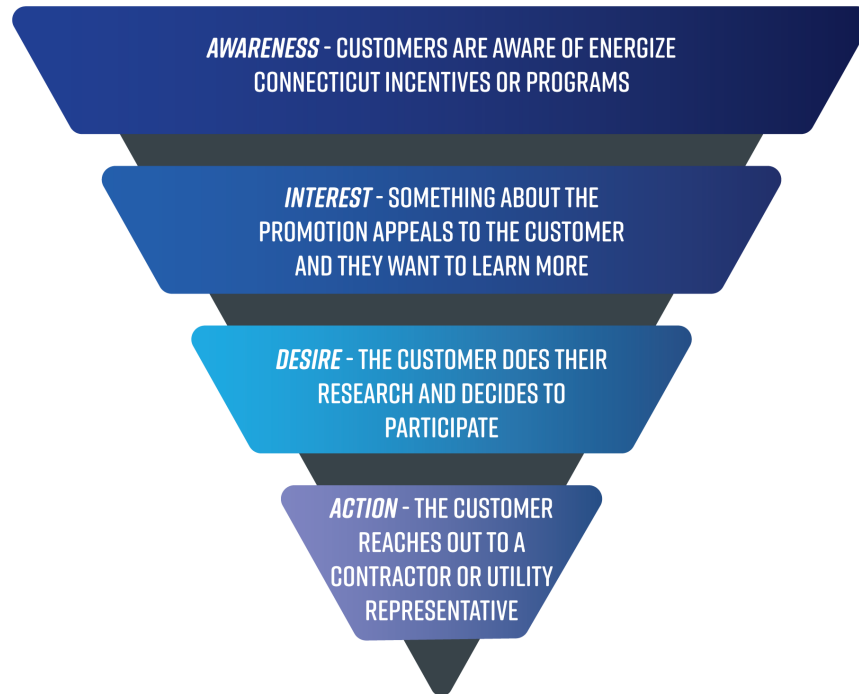 AWARENESS - CUSTOMERS ARE AWARE OF ENERGIZE
CONNECTICUT INCENTIVES OR PROGRAMS
INTEREST - SOMETHING ABOUT THE
PROMOTION APPEALS TO THE CUSTOMER
AND THEY WANT TO LEARN MORE
DESIRE - THE CUSTOMER DOES THEIR
RESEARCH AND DECIDES TO
PARTICIPATE
ACTION - THE CUSTOMER
REACHES OUT TO A
CONTRACTOR OR UTILITY
REPRESENTATIVE